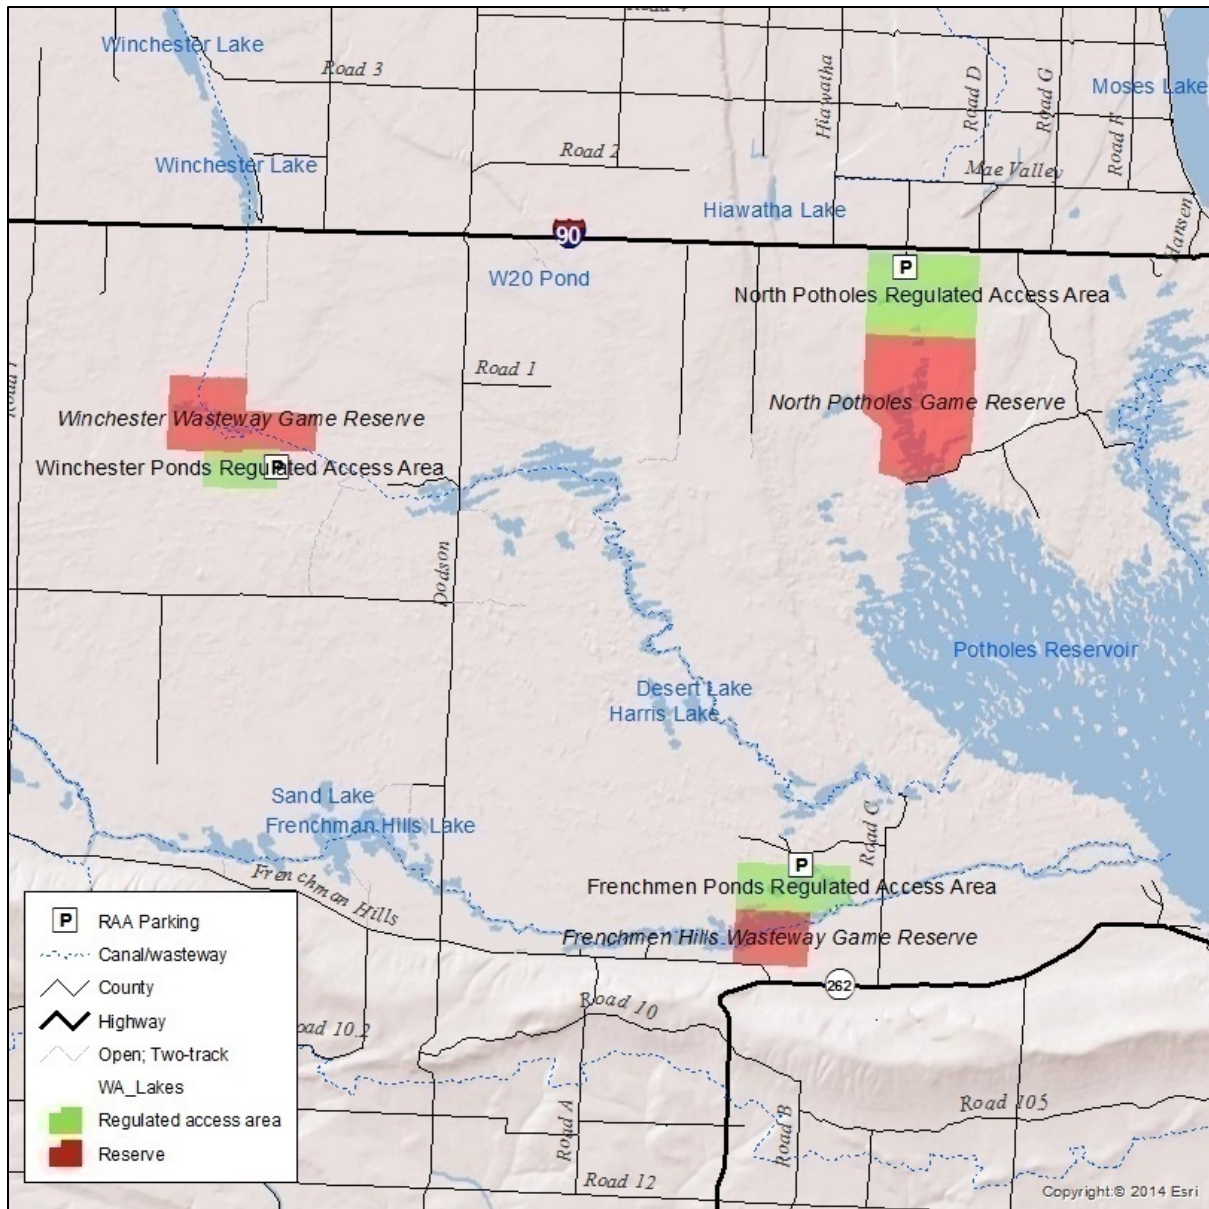 Road 4
Winchester Lake
Road 3
Hiawatha
Road D
Road G
Moses Lake
Road F
Road 2
Winchester Lake
Mae Valley
Hiawatha Lake
Hansen
90
W20 Pond
P
North Potholes Regulated Access Area
Road 1
Road 1
North Potholes Game Reserve
Winchester Wasteway Game Reserve
Winchester Ponds Regulated Access Area
P
Dodson
Potholes Reservoir
Desert Lake
Harris Lake
Sand Lake
Frenchman Hills Lake
Road C
P
Frenchman Hills
Frenchmen Ponds Regulated Access Area
Frenchmen Hills Wasteway Game Reserve
262
Road 10
oad 10.2
Road 105
Road A
Road B
Road 12
P RAA Parking
Canal/wasteway
County
Highway
Open; Two-track
WA_Lakes
Regulated access area
Reserve
Copyright:© 2014 Esri